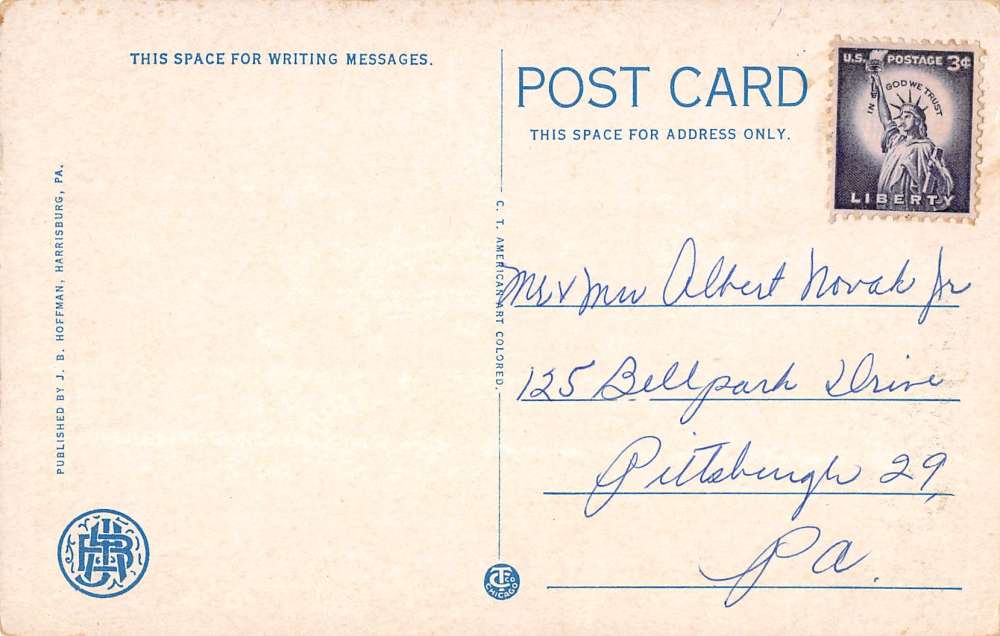 THIS SPACE FOR WRITING MESSAGES.
POST CARD
THIS SPACE FOR ADDRESS ONLY.
U.S. POSTAGE 3¢
IN GOD WE TRUST
LIBERTY
PUBLISHED BY J. B. HOFFMAN, HARRISBURG, PA.
C. T. AMERICAN ART COLORED.
Mr & Mrs Albert Novak Jr
125 Bellpark Drive
Pittsburgh 29,
Pa.
C T CO
CHICAGO